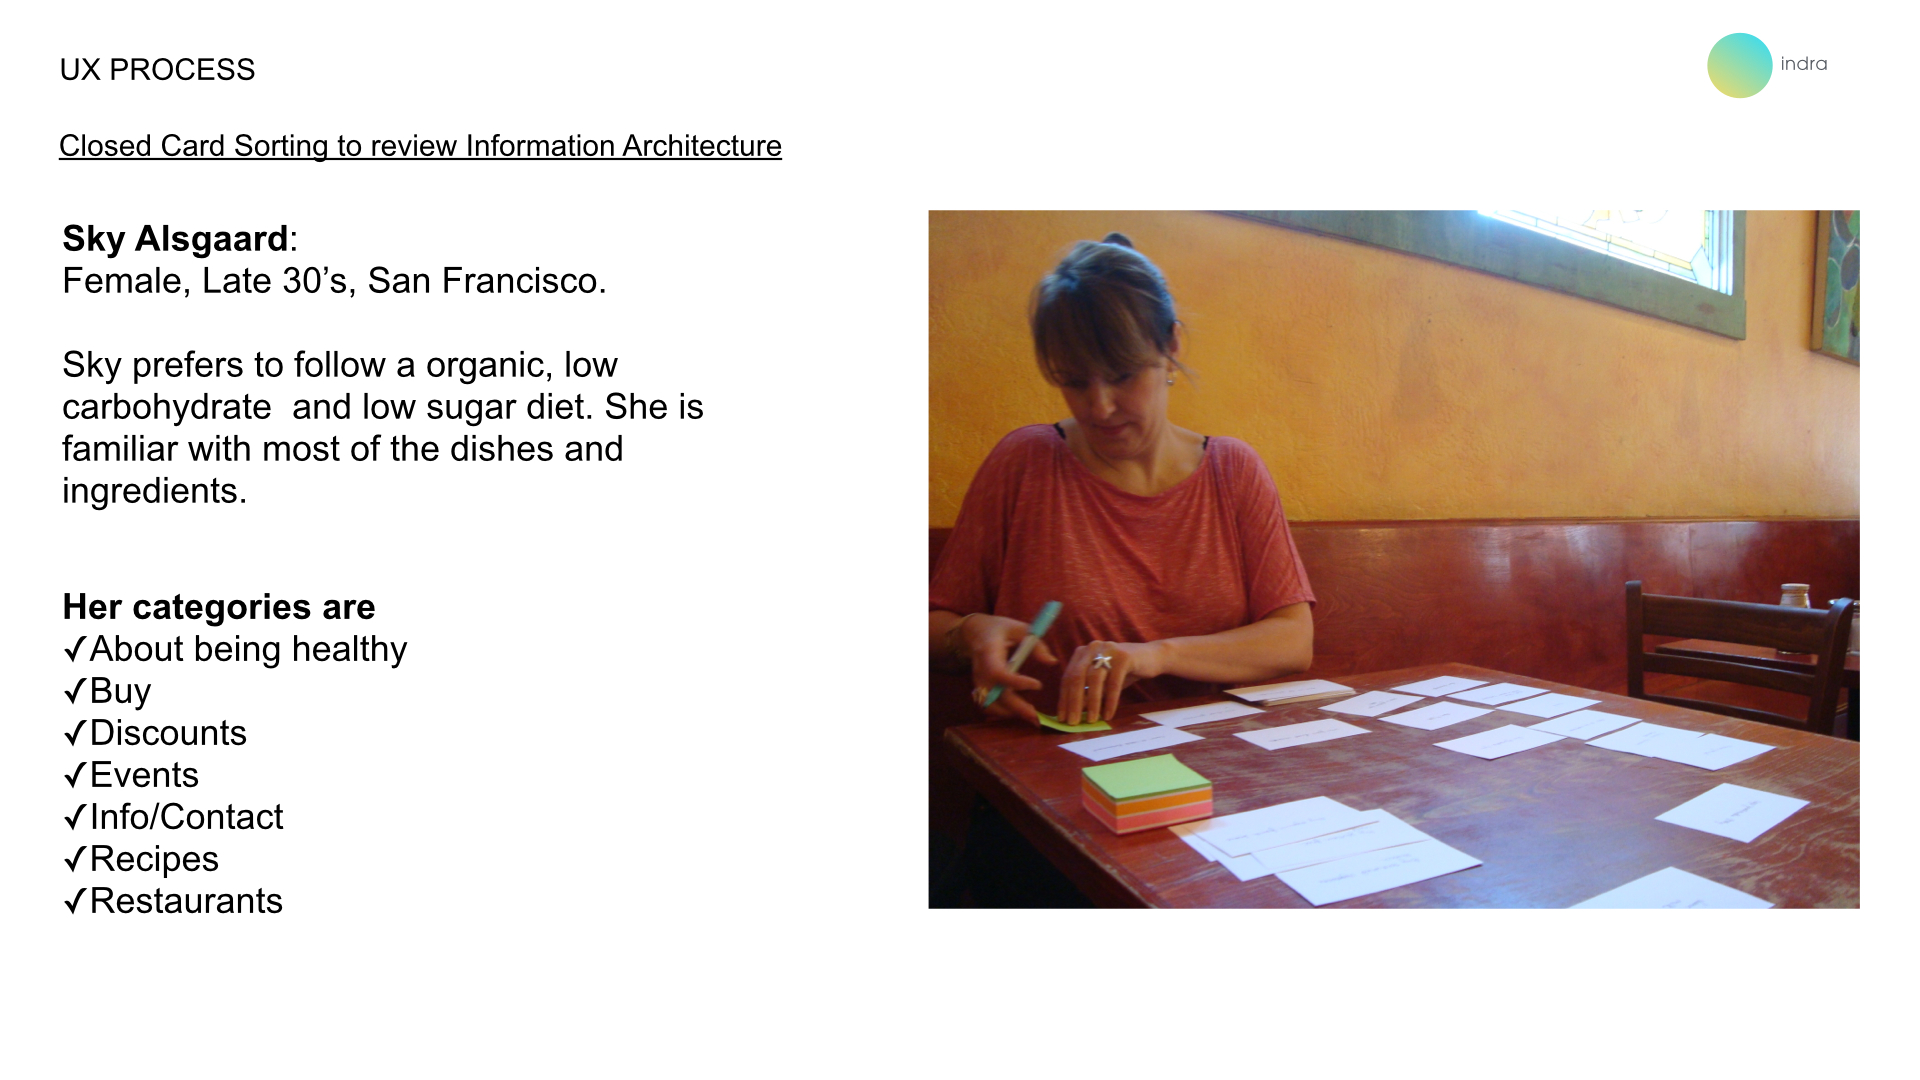 UX PROCESS
indra
Closed Card Sorting to review Information Architecture
Sky Alsgaard:
Female, Late 30’s, San Francisco.
Sky prefers to follow a organic, low
carbohydrate  and low sugar diet. She is
familiar with most of the dishes and
ingredients.
Her categories are
✓About being healthy
✓Buy
✓Discounts
✓Events
✓Info/Contact
✓Recipes
✓Restaurants